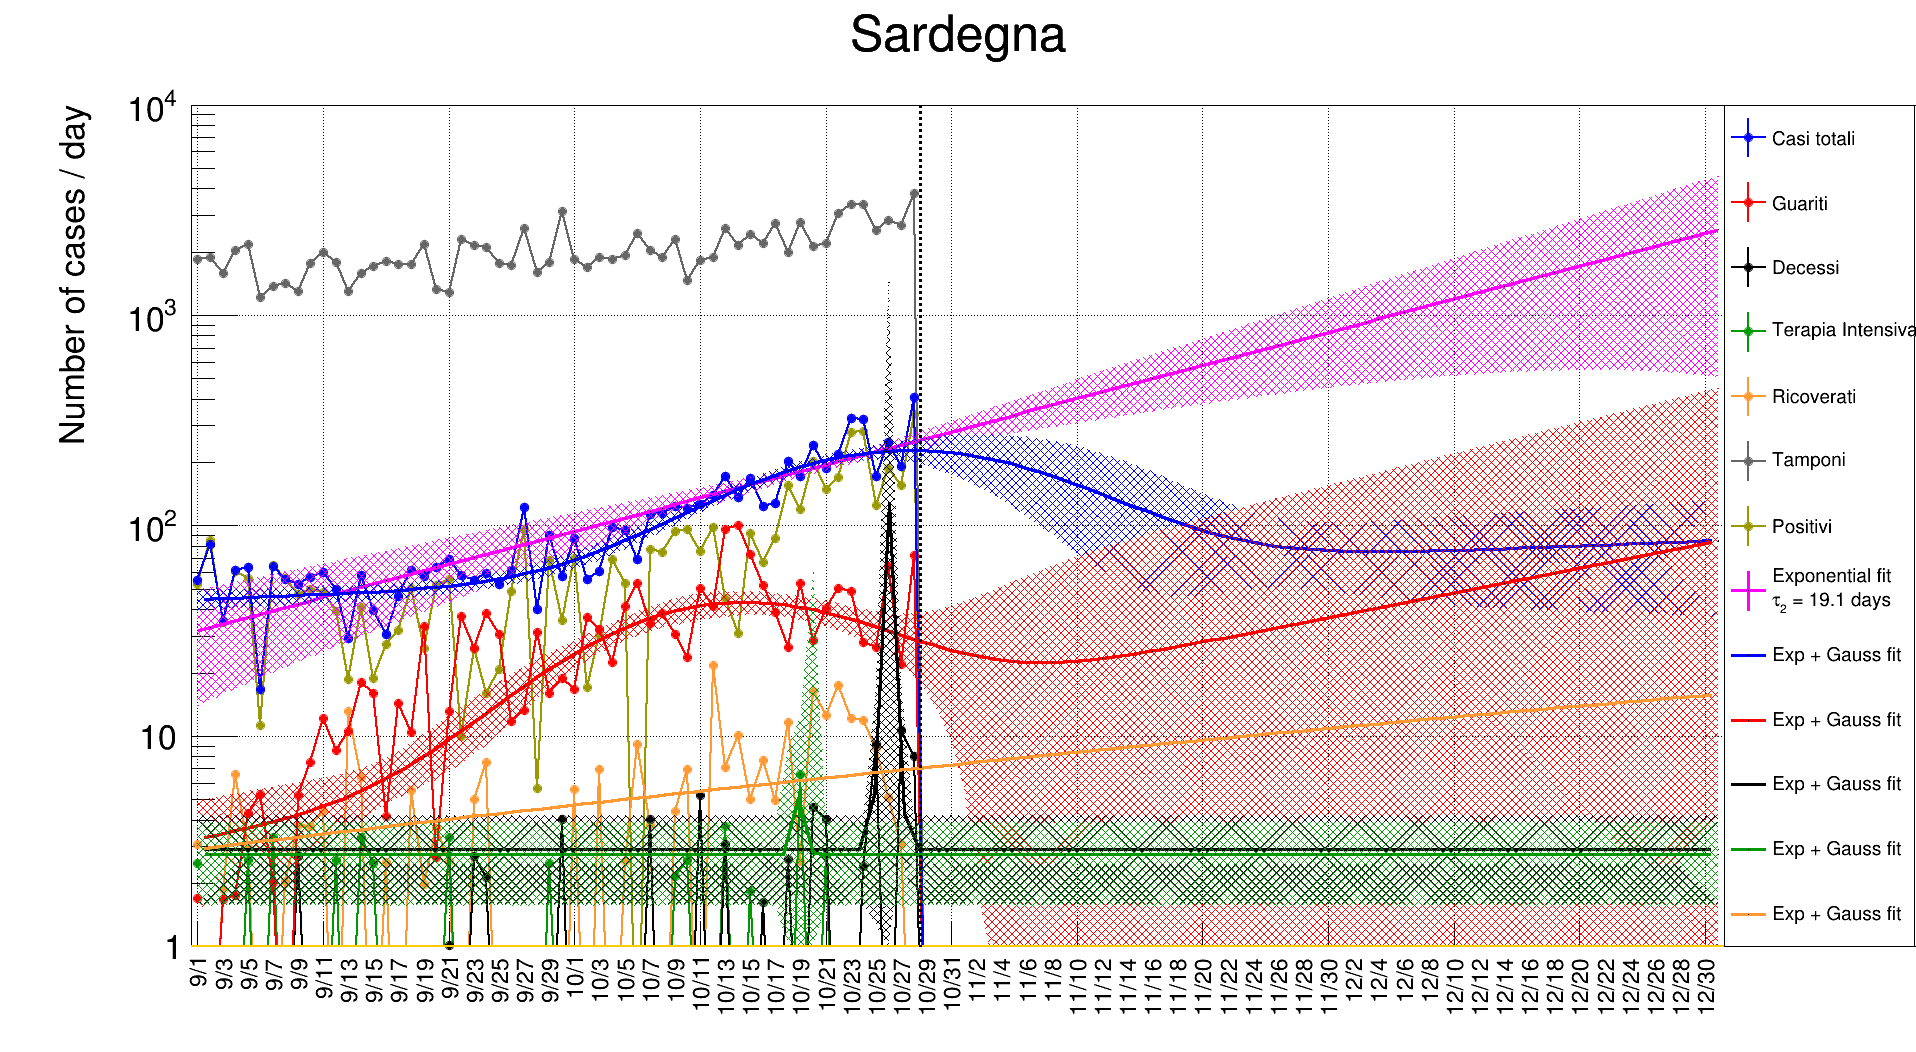 Sardegna
Number of cases / day
10^4
10^3
10^2
10
1
9/1 9/3 9/5 9/7 9/9 9/11 9/13 9/15 9/17 9/19 9/21 9/23 9/25 9/27 9/29 10/1 10/3 10/5 10/7 10/9 10/11 10/13 10/15 10/17 10/19 10/21 10/23 10/25 10/27 10/29 10/31 11/2 11/4 11/6 11/8 11/10 11/12 11/14 11/16 11/18 11/20 11/22 11/24 11/26 11/28 11/30 12/2 12/4 12/6 12/8 12/10 12/12 12/14 12/16 12/18 12/20 12/22 12/24 12/26 12/28 12/30
Casi totali
Guariti
Decessi
Terapia Intensiva
Ricoverati
Tamponi
Positivi
Exponential fit
τ₂ = 19.1 days
Exp + Gauss fit
Exp + Gauss fit
Exp + Gauss fit
Exp + Gauss fit
Exp + Gauss fit